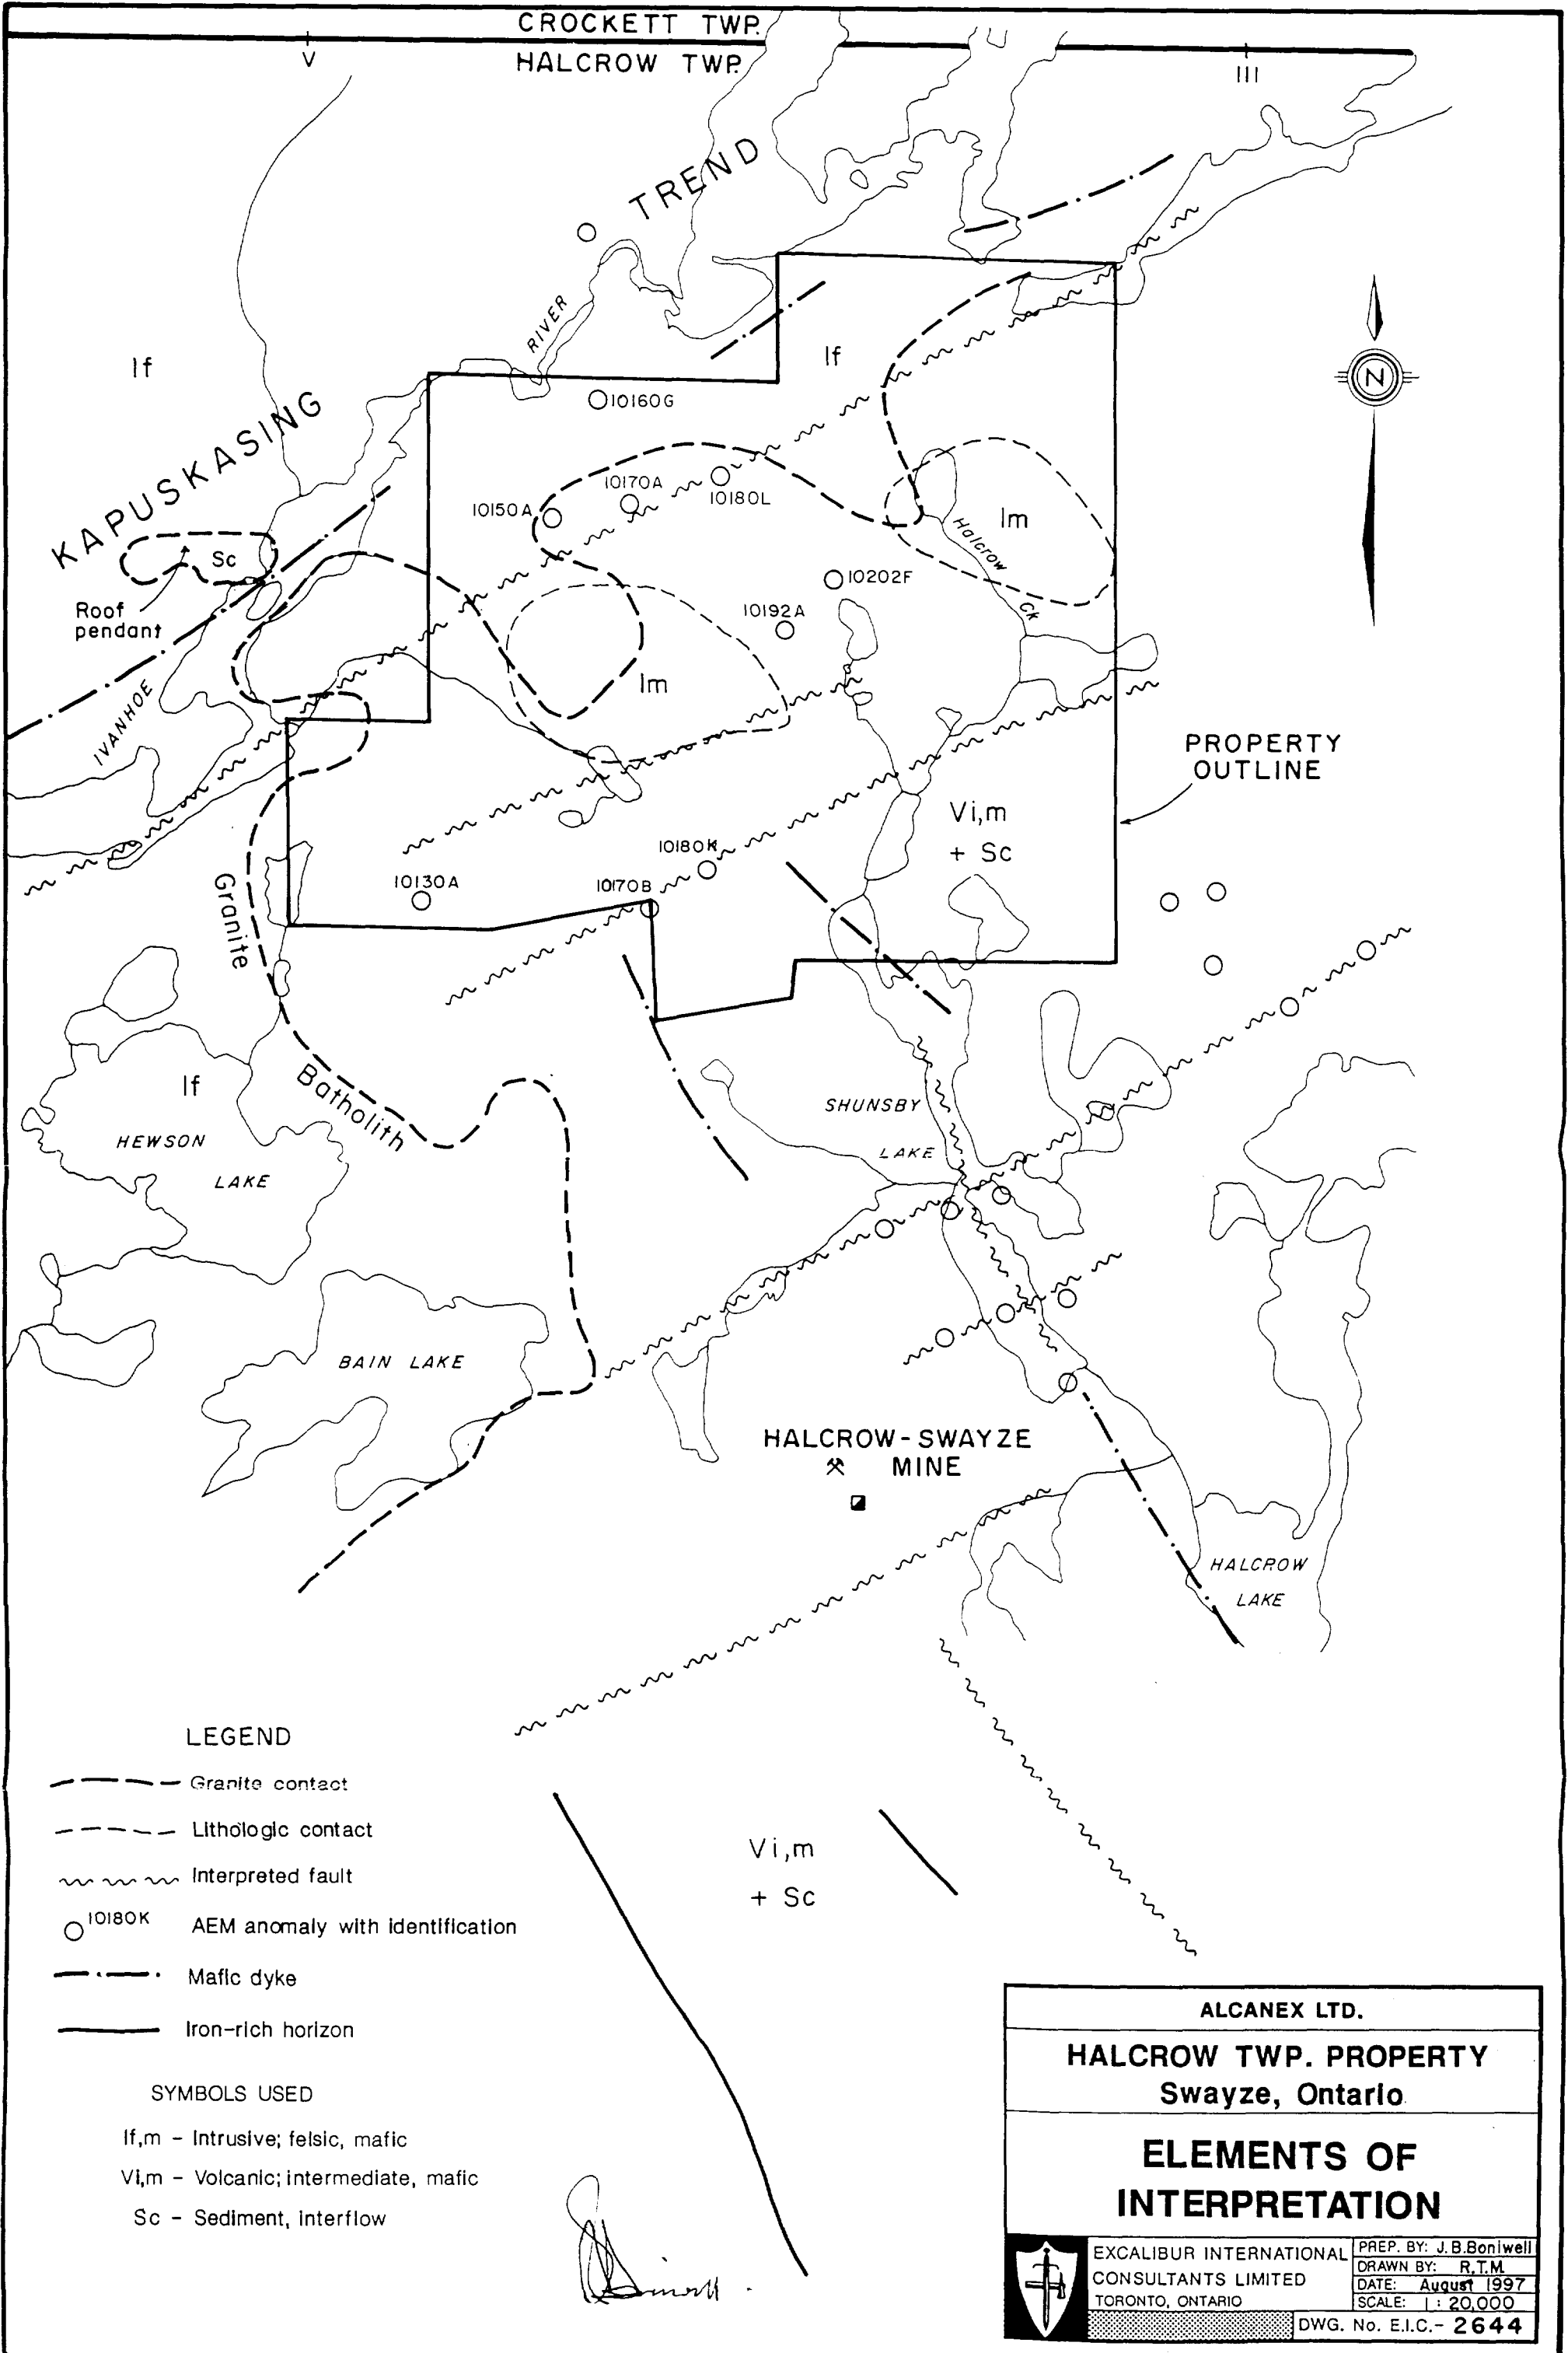 CROCKETT TWP.
HALCROW TWP.
V
III
KAPUSKASING TREND
RIVER
If
If
10160G
N
10170A
10180L
10150A
Im
Halcrow
CK
Sc
Roof
pendant
10202F
10192A
Im
IVANHOE
PROPERTY
OUTLINE
Vi,m
+ Sc
10180K
10130A
10170B
Granite
Batholith
If
HEWSON
LAKE
SHUNSBY
LAKE
BAIN LAKE
HALCROW-SWAYZE
MINE
HALCROW
LAKE
LEGEND
Granite contact
Lithologic contact
Interpreted fault
10180K AEM anomaly with identification
Mafic dyke
Iron-rich horizon
Vi,m
+ Sc
SYMBOLS USED
If,m - Intrusive; felsic, mafic
Vi,m - Volcanic; intermediate, mafic
Sc - Sediment, interflow
ALCANEX LTD.
HALCROW TWP. PROPERTY
Swayze, Ontario
ELEMENTS OF
INTERPRETATION
EXCALIBUR INTERNATIONAL
CONSULTANTS LIMITED
TORONTO, ONTARIO
PREP. BY: J.B.Boniwell
DRAWN BY: R.T.M.
DATE: August 1997
SCALE: 1 : 20,000
DWG. No. E.I.C.- 2644